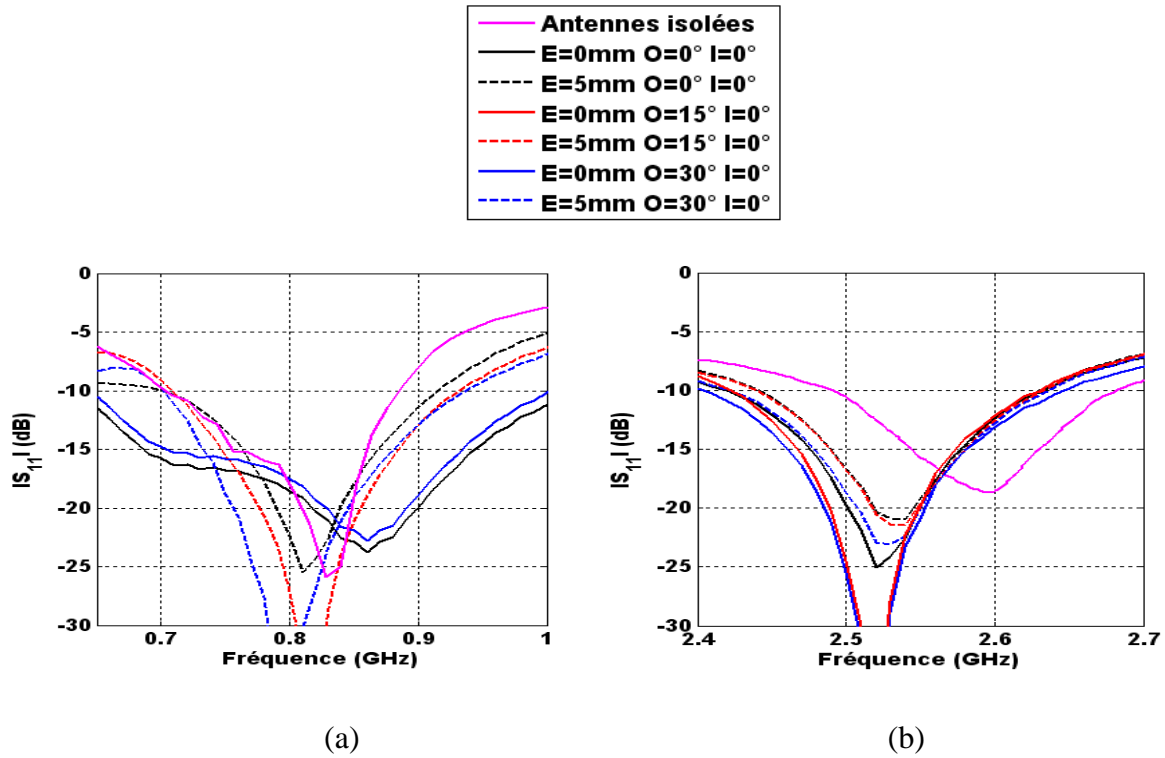 Antennes isolées
E=0mm O=0° I=0°
E=5mm O=0° I=0°
E=0mm O=15° I=0°
E=5mm O=15° I=0°
E=0mm O=30° I=0°
E=5mm O=30° I=0°
0
-5
-10
-15
-20
-25
-30
0.7
0.8
0.9
1
|S11| (dB)
Fréquence (GHz)
(a)
0
-5
-10
-15
-20
-25
-30
2.4
2.5
2.6
2.7
|S11| (dB)
Fréquence (GHz)
(b)